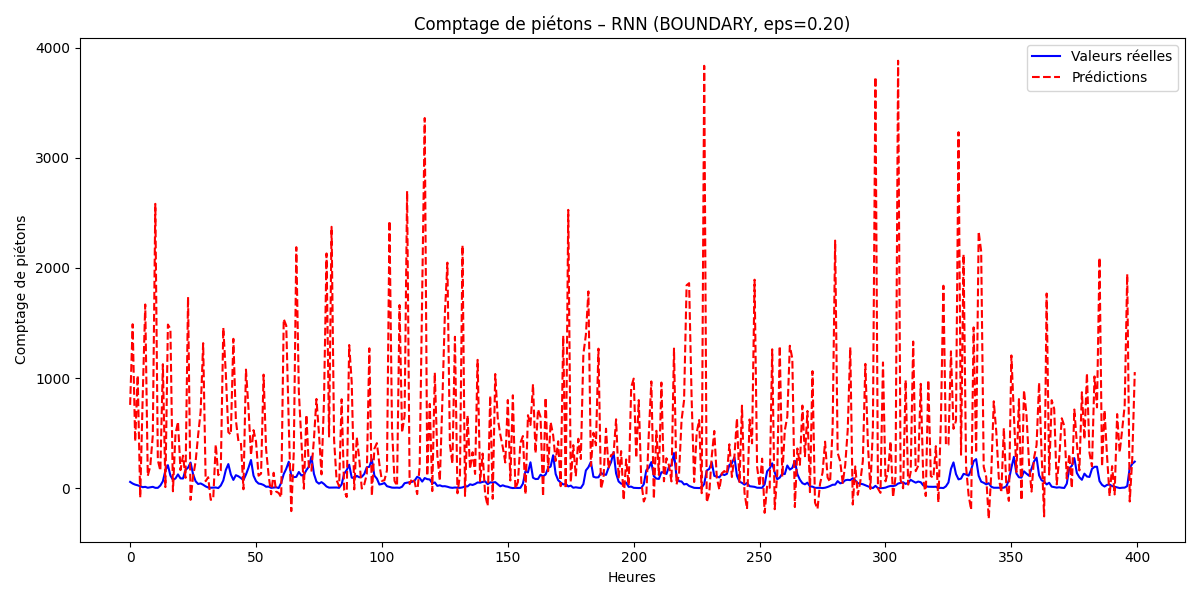 Comptage de piétons – RNN (BOUNDARY, eps=0.20)
Valeurs réelles
Prédictions
Comptage de piétons
4000
3000
2000
1000
0
0 50 100 150 200 250 300 350 400
Heures